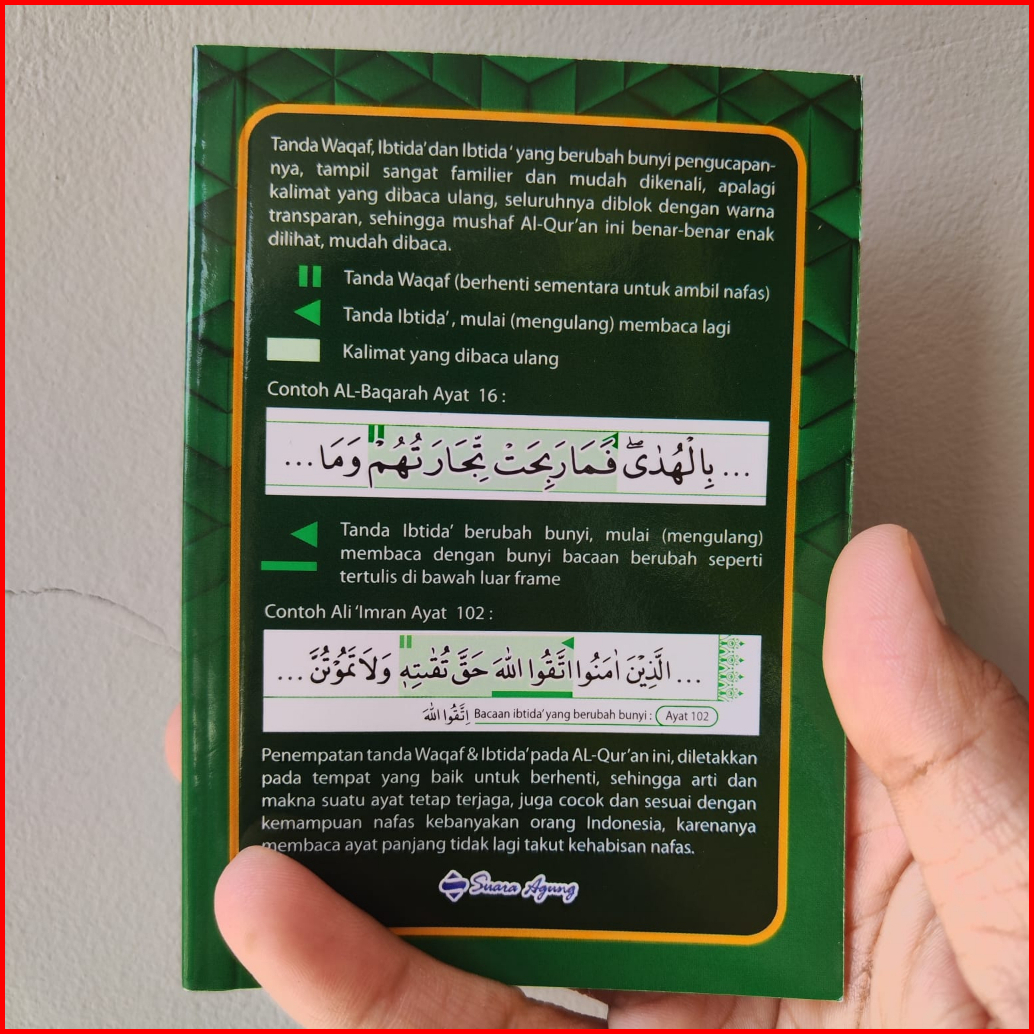 Tanda Waqaf, Ibtida' dan Ibtida ' yang berubah bunyi pengucapan-
nya, tampil sangat familier dan mudah dikenali, apalagi
kalimat yang dibaca ulang, seluruhnya diblok dengan warna
transparan, sehingga mushaf Al-Qur'an ini benar-benar enak
dilihat, mudah dibaca.
Tanda Waqaf (berhenti sementara untuk ambil nafas)
Tanda Ibtida' , mulai (mengulang) membaca lagi
Kalimat yang dibaca ulang
Contoh AL-Baqarah Ayat 16 :
... بِالْهُدٰىۖ فَمَا رَبِحَتْ تِّجَارَتُهُمْ وَمَا ...
Tanda Ibtida' berubah bunyi, mulai (mengulang)
membaca dengan bunyi bacaan berubah seperti
tertulis di bawah luar frame
Contoh Ali 'Imran Ayat 102 :
... الَّذِيْنَ اٰمَنُوا اتَّقُوا اللّٰهَ حَقَّ تُقٰىتِهٖ وَلَا تَمُوْتُنَّ ...
Ayat 102 Bacaan ibtida' yang berubah bunyi : اِتَّقُوا اللّٰهَ
Penempatan tanda Waqaf & Ibtida' pada AL-Qur'an ini, diletakkan
pada tempat yang baik untuk berhenti, sehingga arti dan
makna suatu ayat tetap terjaga, juga cocok dan sesuai dengan
kemampuan nafas kebanyakan orang Indonesia, karenanya
membaca ayat panjang tidak lagi takut kehabisan nafas.
Suara Agung